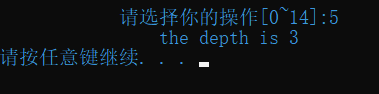 请选择你的操作[0~14]:5
the depth is 3
请按任意键继续. . .